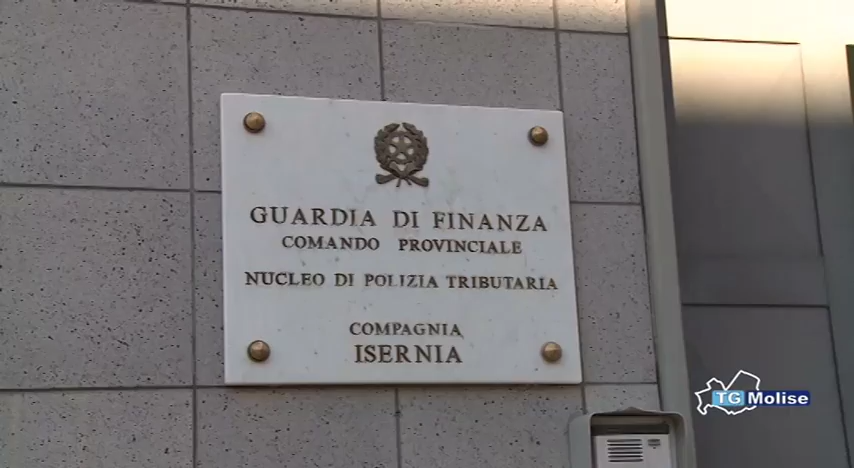 GUARDIA DI FINANZA
COMANDO PROVINCIALE
NUCLEO DI POLIZIA TRIBUTARIA
COMPAGNIA
ISERNIA
TG Molise